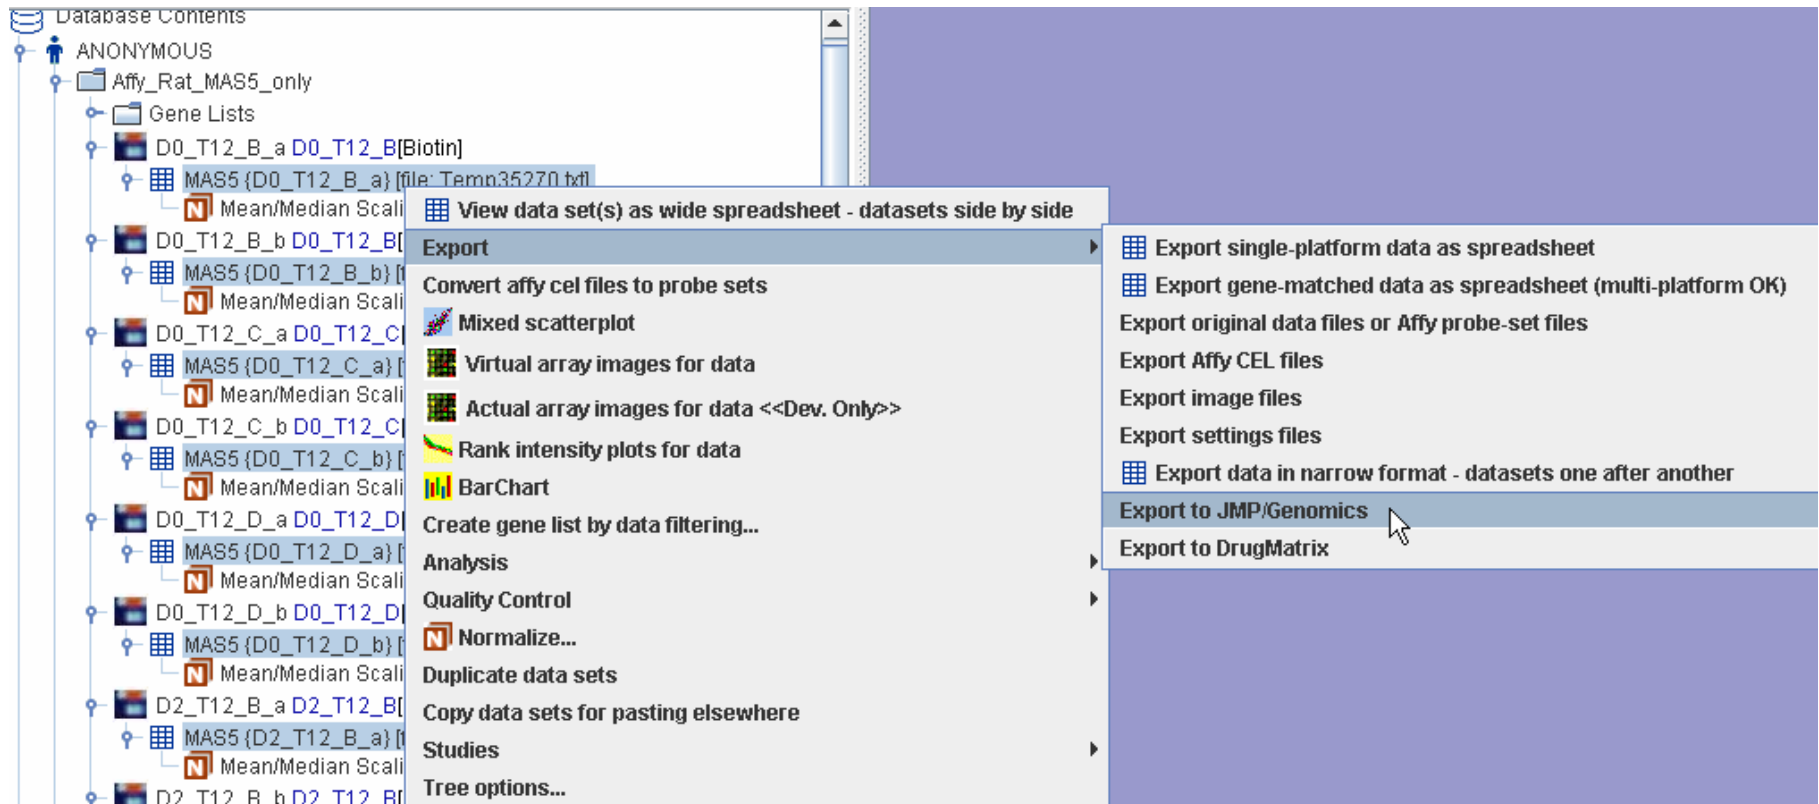 Database Contents
ANONYMOUS
Affy_Rat_MAS5_only
Gene Lists
D0_T12_B_a D0_T12_B[Biotin]
MAS5 {D0_T12_B_a} [file: Temp35270.txt]
Mean/Median Scali
D0_T12_B_b D0_T12_B[
MAS5 {D0_T12_B_b} [
Mean/Median Scali
D0_T12_C_a D0_T12_C[
MAS5 {D0_T12_C_a} [
Mean/Median Scali
D0_T12_C_b D0_T12_C[
MAS5 {D0_T12_C_b} [
Mean/Median Scali
D0_T12_D_a D0_T12_D[
MAS5 {D0_T12_D_a} [
Mean/Median Scali
D0_T12_D_b D0_T12_D[
MAS5 {D0_T12_D_b} [
Mean/Median Scali
D2_T12_B_a D2_T12_B[
MAS5 {D2_T12_B_a} [
Mean/Median Scali
D2_T12_B_b D2_T12_B[
View data set(s) as wide spreadsheet - datasets side by side
Export
Convert affy cel files to probe sets
Mixed scatterplot
Virtual array images for data
Actual array images for data <<Dev. Only>>
Rank intensity plots for data
BarChart
Create gene list by data filtering...
Analysis
Quality Control
Normalize...
Duplicate data sets
Copy data sets for pasting elsewhere
Studies
Tree options...
Export single-platform data as spreadsheet
Export gene-matched data as spreadsheet (multi-platform OK)
Export original data files or Affy probe-set files
Export Affy CEL files
Export image files
Export settings files
Export data in narrow format - datasets one after another
Export to JMP/Genomics
Export to DrugMatrix